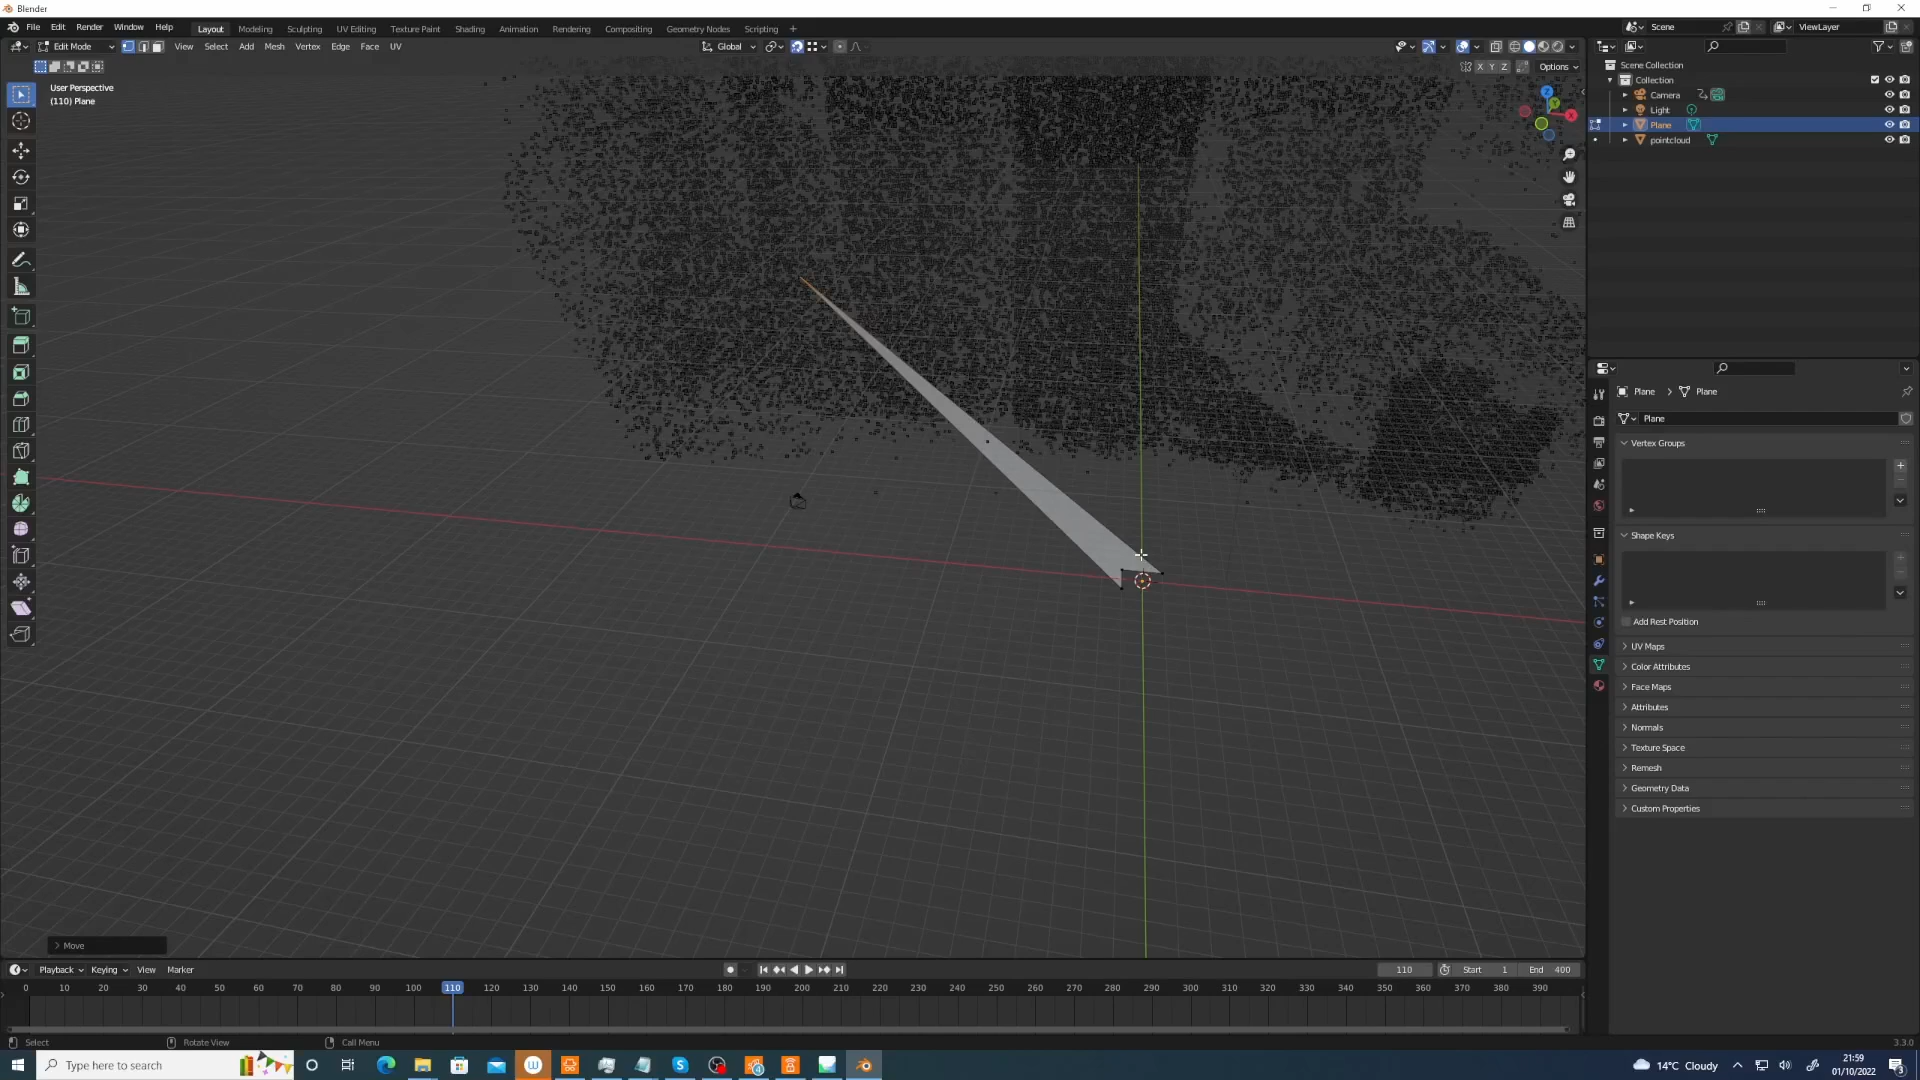 Blender
File Edit Render Window Help Layout Modeling Sculpting UV Editing Texture Paint Shading Animation Rendering Compositing Geometry Nodes Scripting + Scene ViewLayer
Edit Mode View Select Add Mesh Vertex Edge Face UV Global
X Y Z Options
User Perspective
(110) Plane
Z
Y
X
Scene Collection
Collection
Camera
Light
Plane
pointcloud
Plane > Plane
Plane
Vertex Groups
Shape Keys
Add Rest Position
UV Maps
Color Attributes
Face Maps
Attributes
Normals
Texture Space
Remesh
Geometry Data
Custom Properties
> Move
Playback Keying View Marker 110 Start 1 End 400
0 10 20 30 40 50 60 70 80 90 100 110 120 130 140 150 160 170 180 190 200 210 220 230 240 250 260 270 280 290 300 310 320 330 340 350 360 370 380 390
Select Rotate View Call Menu 3.3.0
Type here to search 14°C Cloudy 21:59
01/10/2022